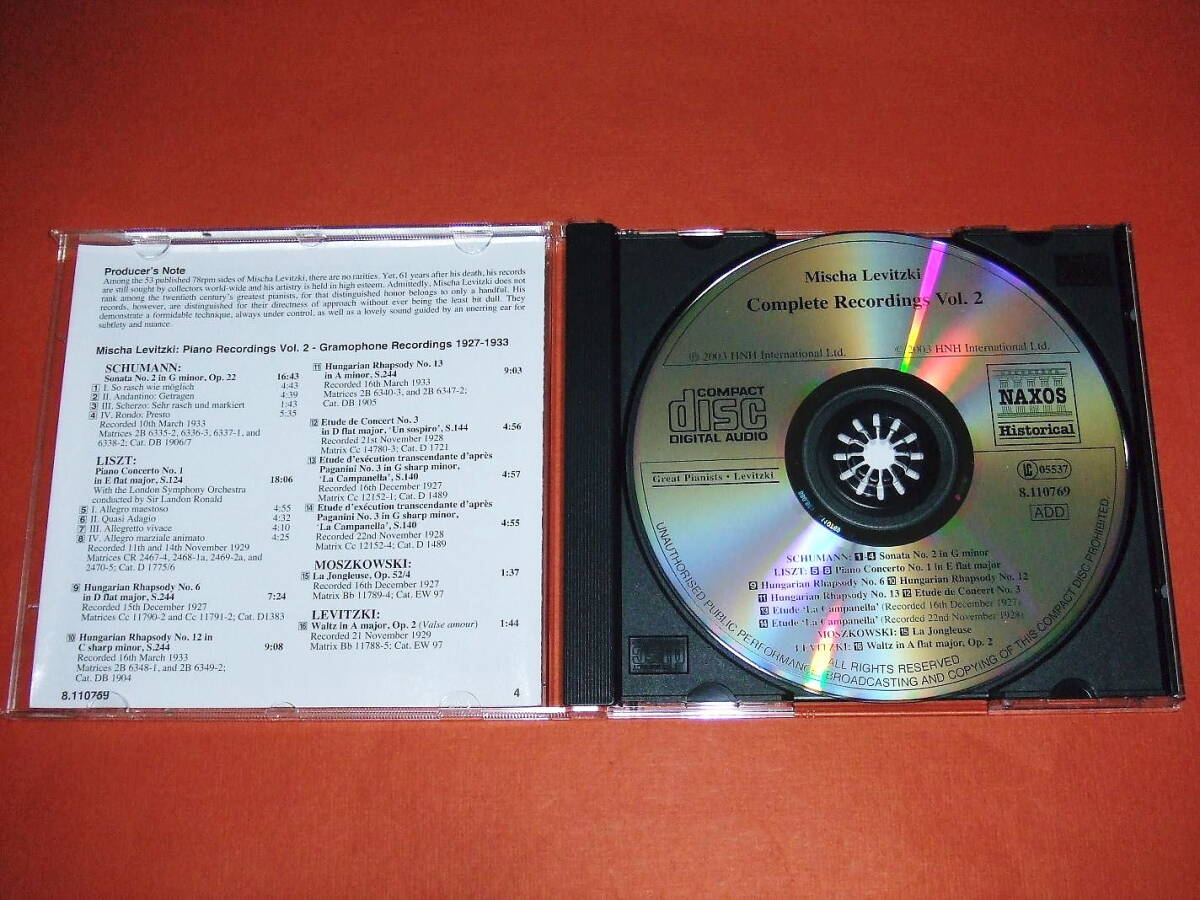 Producer's Note
Among the 53 published 78rpm sides of Mischa Levitzki, there are no rarities. Yet, 61 years after his death, his records
are still sought by collectors world-wide and his artistry is held in high esteem. Admittedly, Mischa Levitzki does not
rank among the twentieth century's greatest pianists, for that distinguished honor belongs to only a handful. His
records, however, are distinguished for their directness of approach without ever being the least bit dull. They
demonstrate a formidable technique, always under control, as well as a lovely sound guided by an unerring ear for
subtlety and nuance.
Mischa Levitzki: Piano Recordings Vol. 2 - Gramophone Recordings 1927-1933
SCHUMANN:
Sonata No. 2 in G minor, Op. 22 16:43
1 I. So rasch wie möglich 4:43
2 II. Andantino: Getragen 4:39
3 III. Scherzo: Sehr rasch und markiert 1:43
4 IV. Rondo: Presto 5:35
Recorded 10th March 1933
Matrices 2B 6335-2, 6336-3, 6337-1, and
6338-2; Cat. DB 1906/7
LISZT:
Piano Concerto No. 1
in E flat major, S.124 18:06
With the London Symphony Orchestra
conducted by Sir Landon Ronald
5 I. Allegro maestoso 4:55
6 II. Quasi Adagio 4:32
7 III. Allegretto vivace 4:10
8 IV. Allegro marziale animato 4:25
Recorded 11th and 14th November 1929
Matrices CR 2467-4, 2468-1a, 2469-2a, and
2470-5; Cat. D 1775/6
9 Hungarian Rhapsody No. 6
in D flat major, S.244 7:24
Recorded 15th December 1927
Matrices Cc 11790-2 and Cc 11791-2; Cat. D1383
10 Hungarian Rhapsody No. 12 in
C sharp minor, S.244 9:08
Recorded 16th March 1933
Matrices 2B 6348-1, and 2B 6349-2;
Cat. DB 1904
11 Hungarian Rhapsody No. 13
in A minor, S.244 9:03
Recorded 16th March 1933
Matrices 2B 6340-3, and 2B 6347-2;
Cat. DB 1905
12 Etude de Concert No. 3
in D flat major, 'Un sospiro', S.144 4:56
Recorded 21st November 1928
Matrix Cc 14780-3; Cat. D 1721
13 Etude d'exécution transcendante d'après
Paganini No. 3 in G sharp minor,
'La Campanella', S.140 4:57
Recorded 16th December 1927
Matrix Cc 12152-1; Cat. D 1489
14 Etude d'exécution transcendante d'après
Paganini No. 3 in G sharp minor, 4:55
'La Campanella', S.140
Recorded 22nd November 1928
Matrix Cc 12152-4; Cat. D 1489
MOSZKOWSKI:
15 La Jongleuse, Op. 52/4 1:37
Recorded 16th December 1927
Matrix Bb 11789-4; Cat. EW 97
LEVITZKI:
16 Waltz in A major, Op. 2 (Valse amour) 1:44
Recorded 21 November 1929
Matrix Bb 11788-5; Cat. EW 97
8.110769 4
Mischa Levitzki
Complete Recordings Vol. 2
℗ 2003 HNH International Ltd. © 2003 HNH International Ltd.
COMPACT
disc
DIGITAL AUDIO
NAXOS
Historical
Great Pianists • Levitzki
LC 05537
8.110769
ADD
SCHUMANN: 1-4 Sonata No. 2 in G minor
LISZT: 5-8 Piano Concerto No. 1 in E flat major
9 Hungarian Rhapsody No. 6 10 Hungarian Rhapsody No. 12
11 Hungarian Rhapsody No. 13 12 Etude de Concert No. 3
13 Etude 'La Campanella' (Recorded 16th December 1927)
14 Etude 'La Campanella' (Recorded 22nd November 1928)
MOSZKOWSKI: 15 La Jongleuse
LEVITZKI: 16 Waltz in A flat major, Op. 2
ALL RIGHTS RESERVED
UNAUTHORISED PUBLIC PERFORMANCE, BROADCASTING AND COPYING OF THIS COMPACT DISC PROHIBITED.